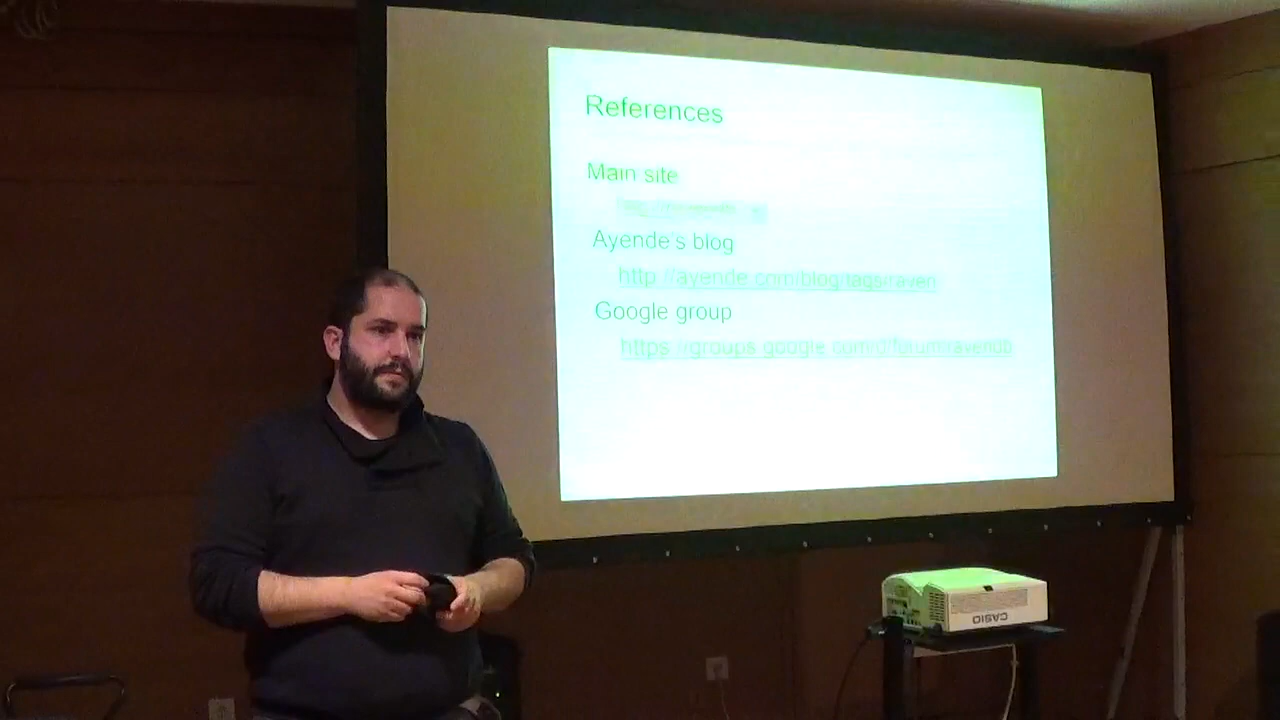 References
Main site
Ayende's blog
http://ayende.com/blog/tags/raven
Google group
https://groups.google.com/d/forum/ravendb
CASIO